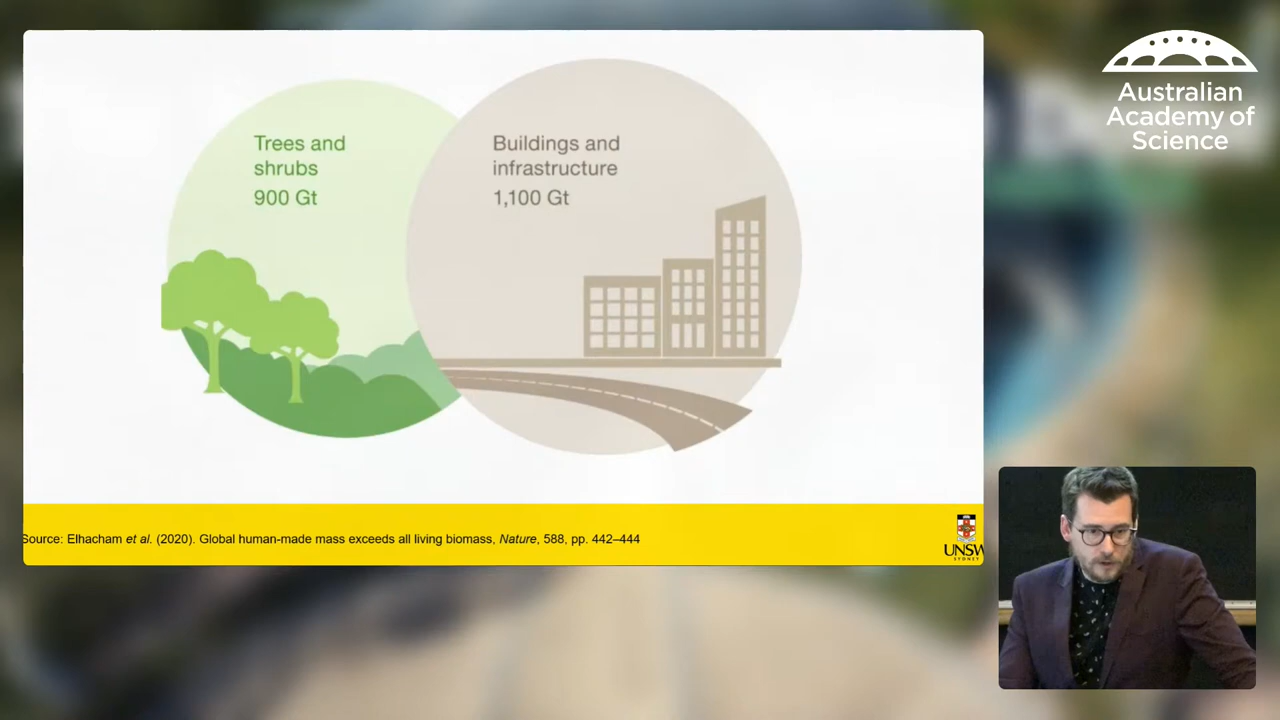 Trees and
shrubs
900 Gt
Buildings and
infrastructure
1,100 Gt
Source: Elhacham et al. (2020). Global human-made mass exceeds all living biomass, Nature, 588, pp. 442–444
UNSW
SYDNEY
Australian
Academy of
Science